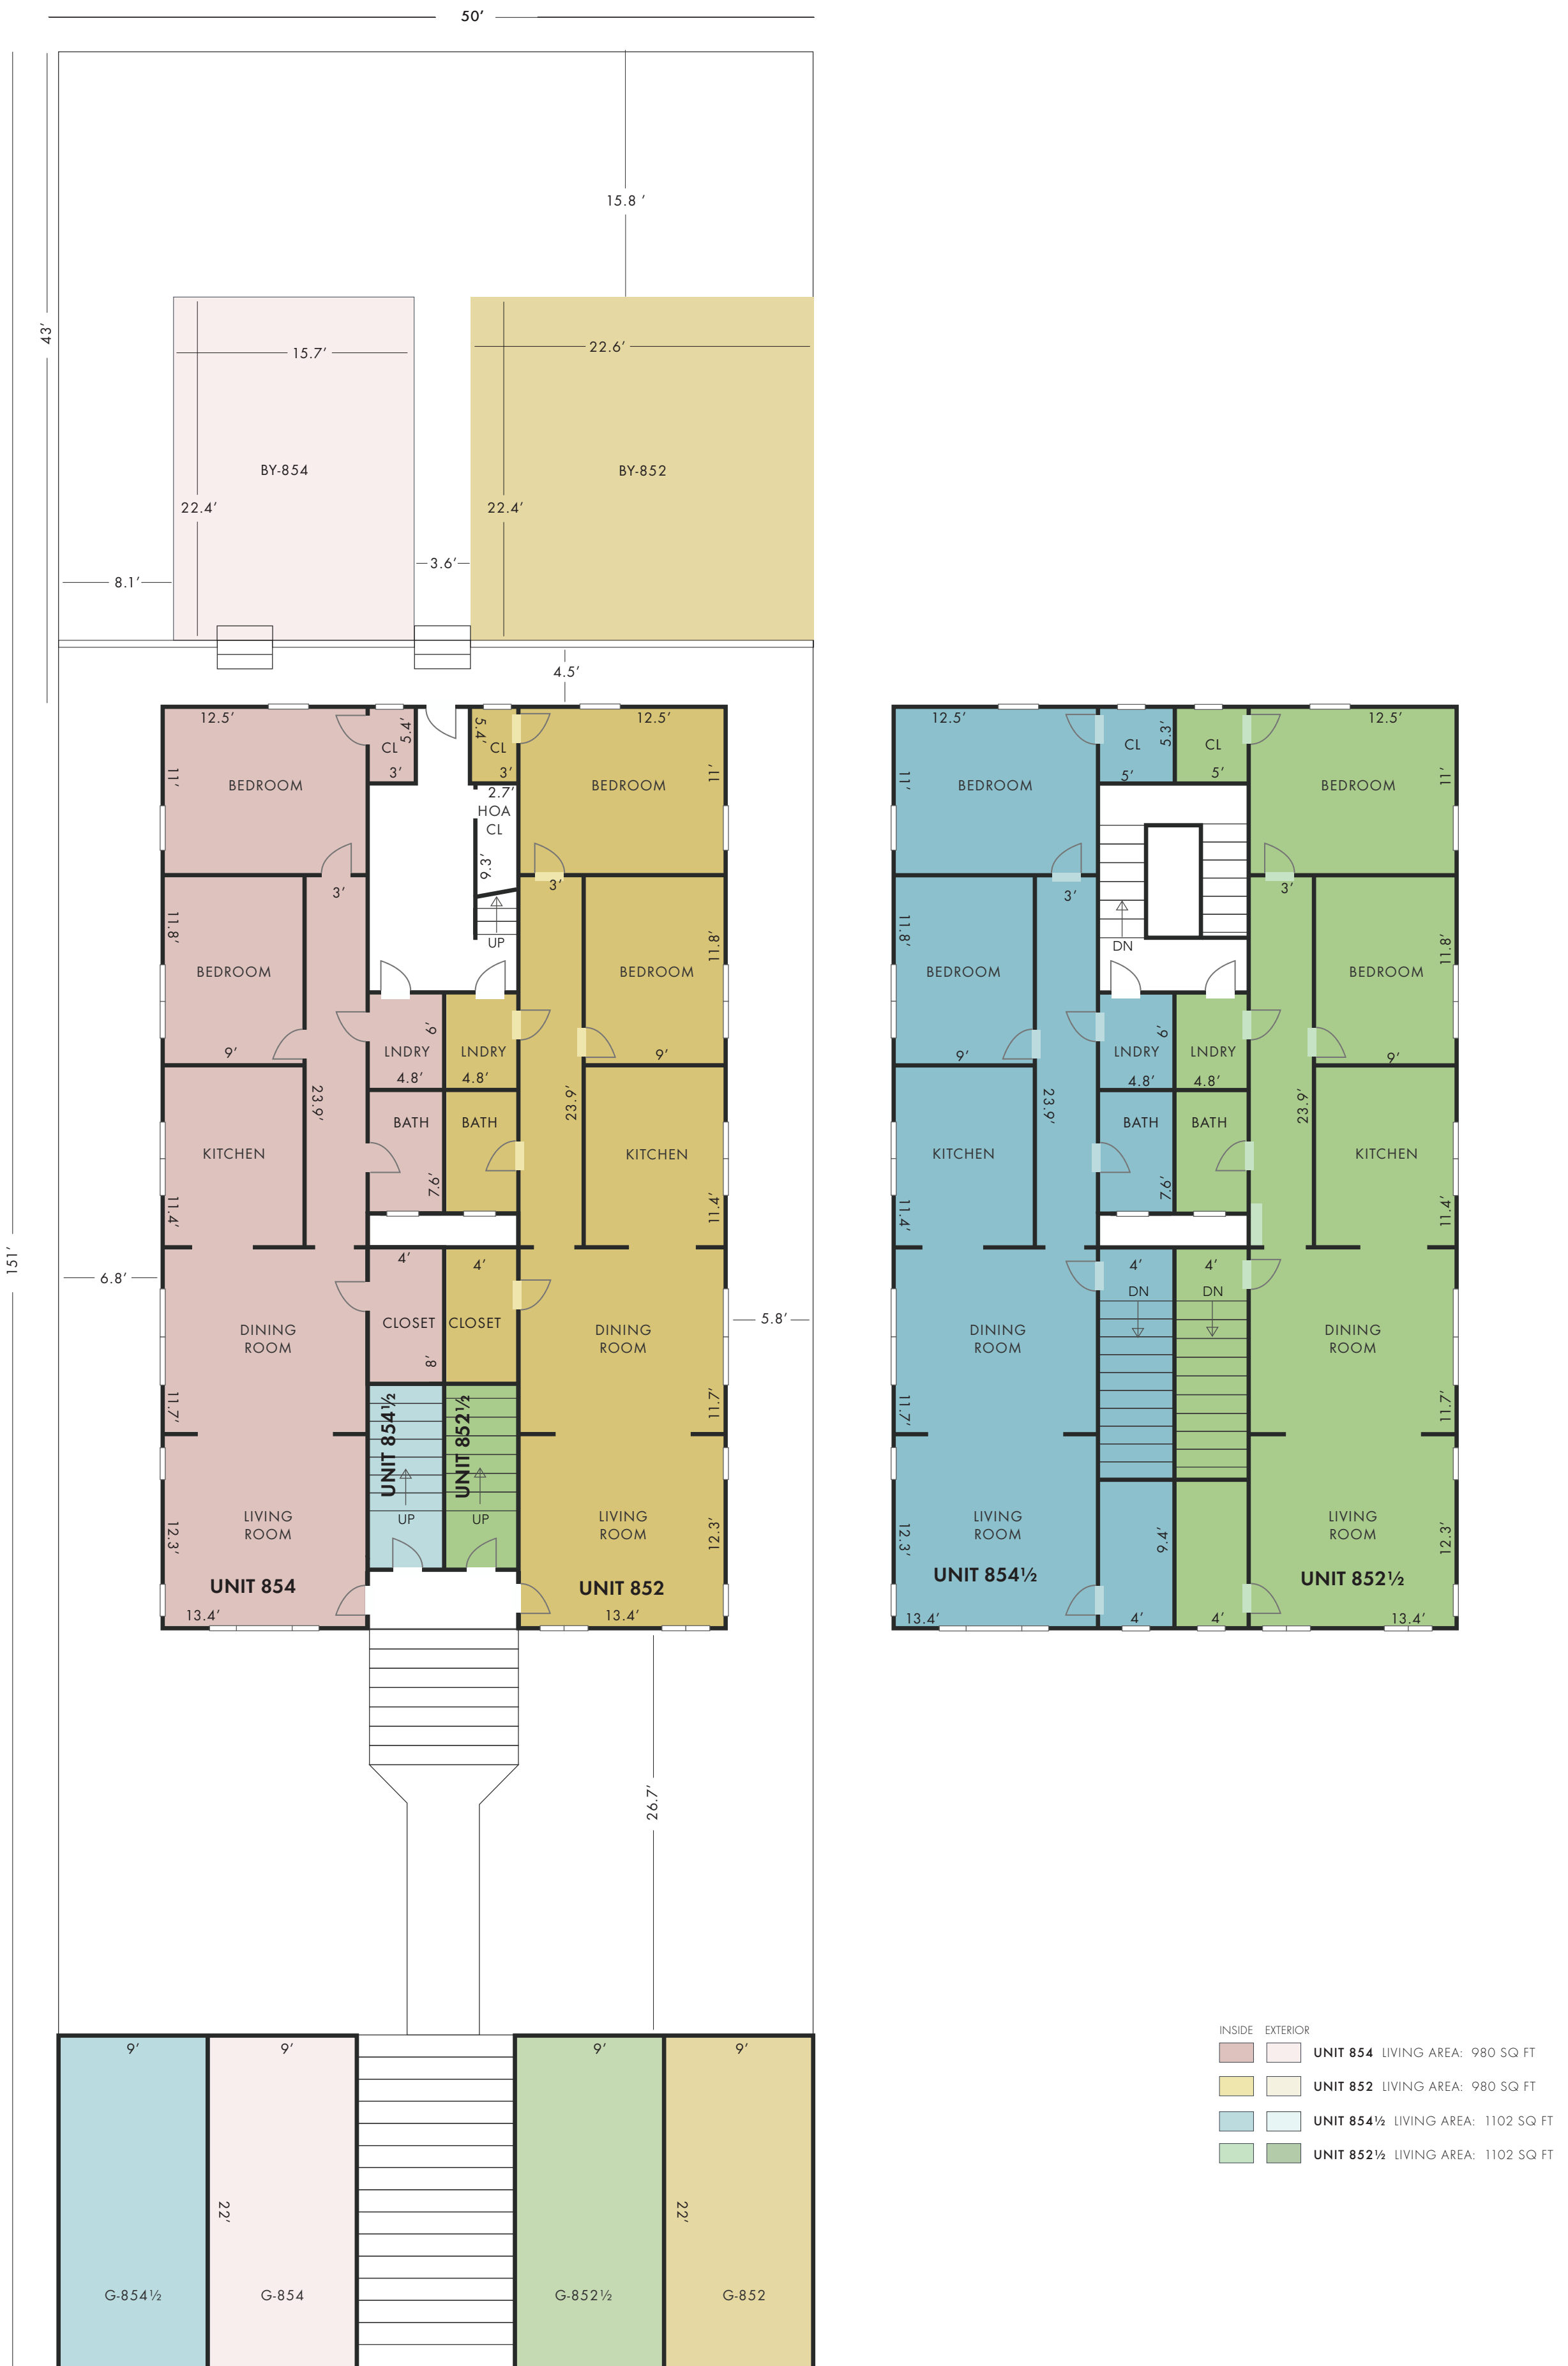 50’
15.8 ’
43’
15.7’
22.6’
BY-854
BY-852
22.4’
22.4’
3.6’
8.1’
4.5’
12.5’
5.4’
5.4’
12.5’
CL
CL
3’
3’
11’
BEDROOM
BEDROOM
11’
2.7’
HOA
CL
9.3’
3’
3’
11.8’
UP
11.8’
BEDROOM
BEDROOM
6’
LNDRY
LNDRY
9’
9’
4.8’
4.8’
23.9’
23.9’
BATH
BATH
KITCHEN
KITCHEN
7.6’
11.4’
11.4’
151’
4’
4’
6.8’
5.8’
CLOSET
CLOSET
DINING
ROOM
DINING
ROOM
8’
11.7’
11.7’
UNIT 854½
UNIT 852½
UP
UP
LIVING
ROOM
LIVING
ROOM
12.3’
12.3’
UNIT 854
UNIT 852
13.4’
13.4’
26.7’
12.5’
5.3’
12.5’
CL
CL
5’
5’
11’
BEDROOM
BEDROOM
11’
3’
3’
11.8’
DN
11.8’
BEDROOM
BEDROOM
6’
LNDRY
LNDRY
9’
9’
4.8’
4.8’
23.9’
23.9’
BATH
BATH
KITCHEN
KITCHEN
7.6’
11.4’
11.4’
4’
4’
DN
DN
DINING
ROOM
DINING
ROOM
11.7’
11.7’
LIVING
ROOM
LIVING
ROOM
12.3’
9.4’
12.3’
UNIT 854½
UNIT 852½
13.4’
4’
4’
13.4’
9’
9’
9’
9’
22’
22’
G-854½
G-854
G-852½
G-852
INSIDE EXTERIOR
UNIT 854 LIVING AREA: 980 SQ FT
UNIT 852 LIVING AREA: 980 SQ FT
UNIT 854½ LIVING AREA: 1102 SQ FT
UNIT 852½ LIVING AREA: 1102 SQ FT